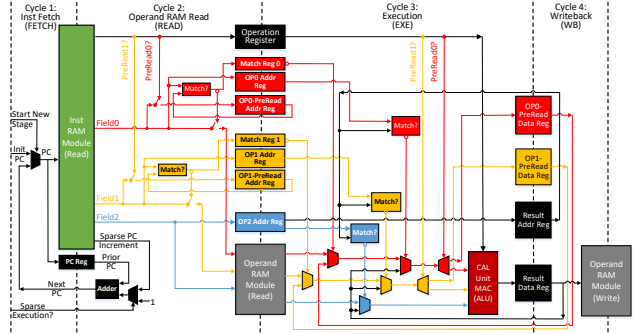 Cycle 1:
Inst Fetch
(FETCH)
Cycle 2:
Operand RAM Read
(READ)
Cycle 3:
Execution
(EXE)
Cycle 4:
Writeback
(WB)
Inst
RAM
Module
(Read)
PreRead1?
PreRead0?
Operation
Register
PreRead1?
PreRead0?
Match Reg 0
Match?
OP0 Addr
Reg
OP0-PreRead
Addr Reg
Start New
Stage
Init
PC
PC
Field0
Match?
OP0-
PreRead
Data Reg
Match Reg 1
Match?
OP1 Addr
Reg
OP1-PreRead
Addr Reg
OP1-
PreRead
Data Reg
Field1
Match?
Field2
OP2 Addr Reg
Match?
Result
Addr Reg
Sparse PC
Increment
PC Reg
Prior
PC
Next
PC
Adder
1
Sparse
Execution?
Operand
RAM
Module
(Read)
CAL
Unit
MAC
(ALU)
Result
Data Reg
Operand
RAM
Module
(Write)